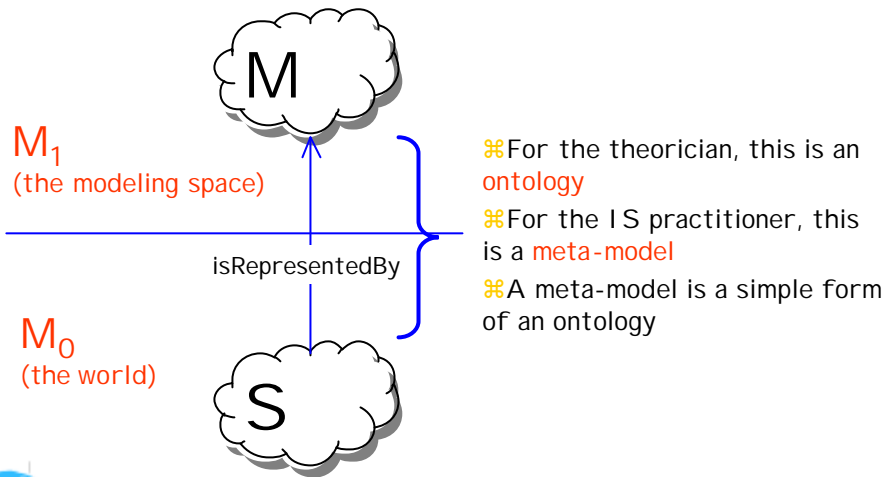 M
M₁
(the modeling space)
isRepresentedBy
M₀
(the world)
S
⌘For the theorician, this is an
ontology
⌘For the IS practitioner, this
is a meta-model
⌘A meta-model is a simple form
of an ontology